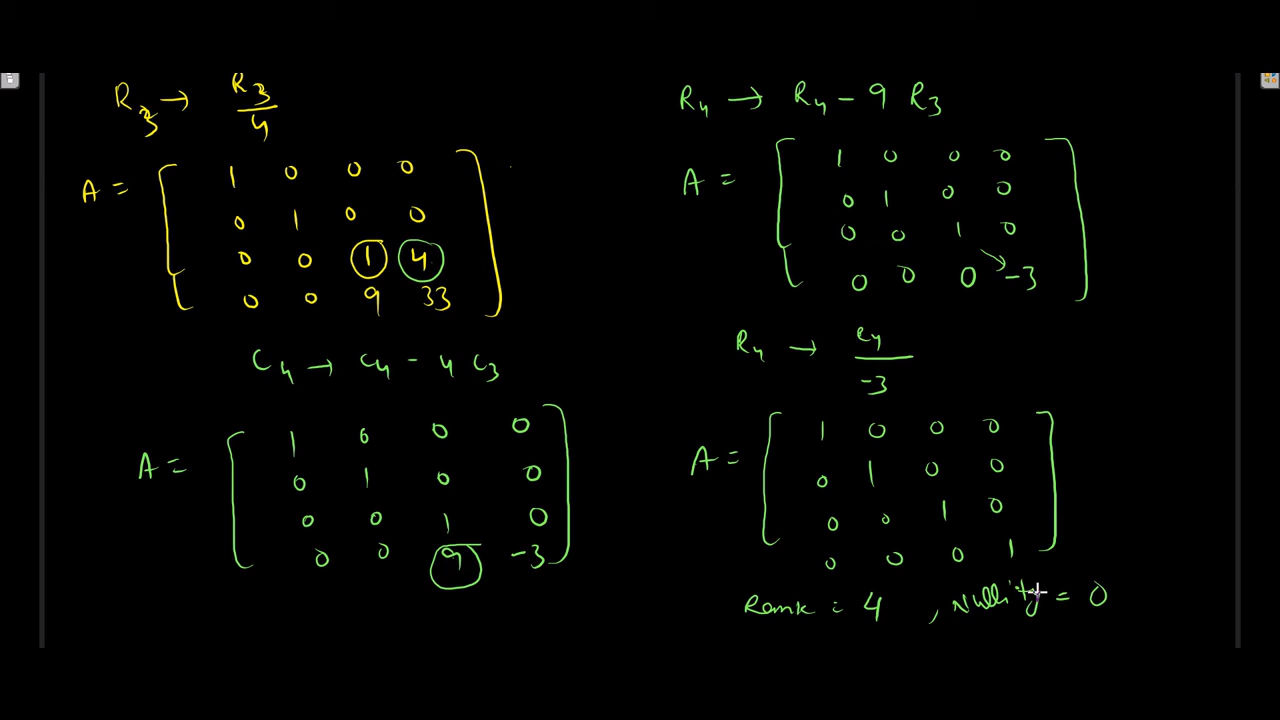 R3 → R3/4
A = [ 1 0 0 0
0 1 0 0
0 0 1 4
0 0 9 33 ]
C4 → C4 - 4 C3
A = [ 1 0 0 0
0 1 0 0
0 0 1 0
0 0 9 -3 ]
R4 → R4 - 9 R3
A = [ 1 0 0 0
0 1 0 0
0 0 1 0
0 0 0 -3 ]
R4 → R4/-3
A = [ 1 0 0 0
0 1 0 0
0 0 1 0
0 0 0 1 ]
Rank = 4 , Nullity = 0